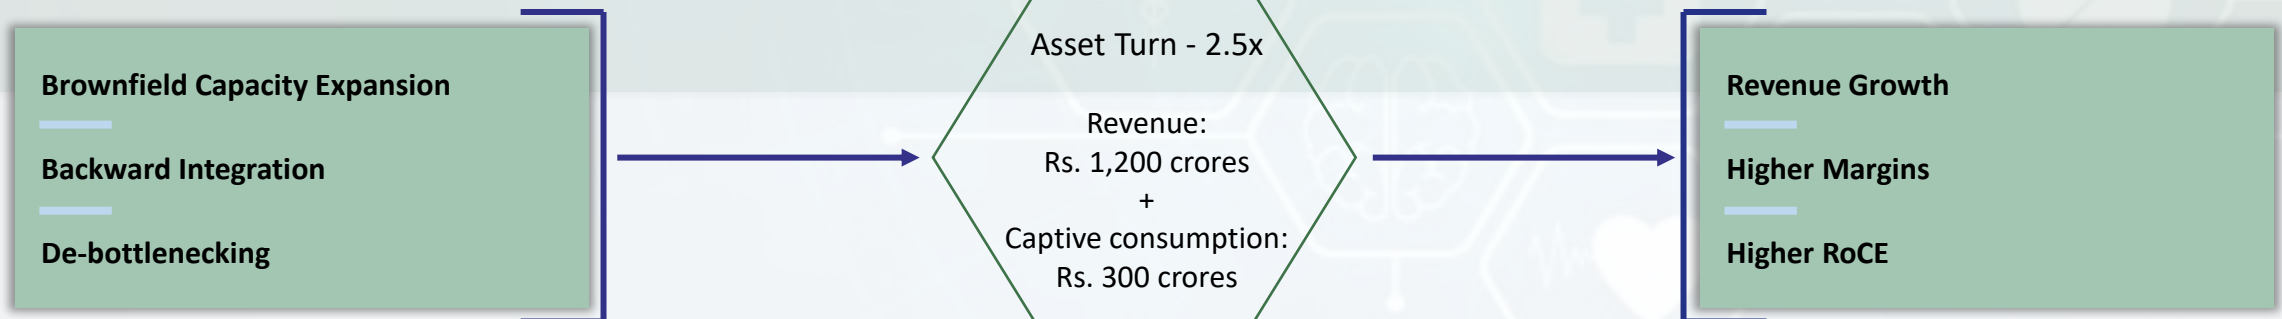 Brownfield Capacity Expansion
Backward Integration
De-bottlenecking
Asset Turn - 2.5x
Revenue:
Rs. 1,200 crores
+
Captive consumption:
Rs. 300 crores
Revenue Growth
Higher Margins
Higher RoCE